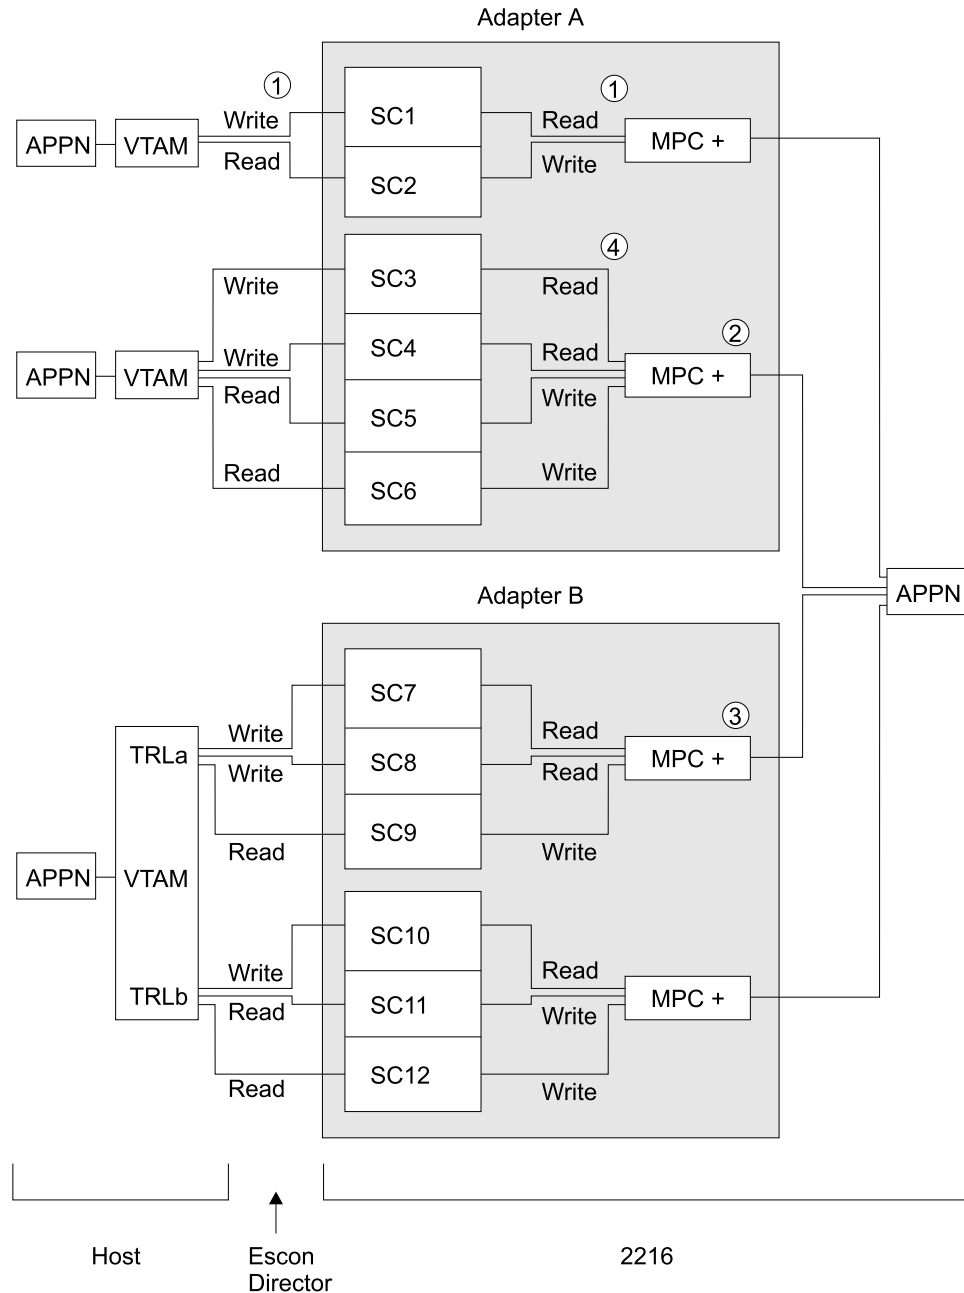 Adapter A
1
1
Write
Read
SC1
APPN
VTAM
MPC +
Read
Write
SC2
4
Write
SC3
Read
2
Write
SC4
Read
APPN
VTAM
MPC +
Read
SC5
Write
Read
SC6
Write
Adapter B
APPN
SC7
3
Write
Read
TRLa
SC8
MPC +
Write
Read
SC9
Read
Write
APPN
VTAM
SC10
Write
Read
TRLb
SC11
MPC +
Read
Write
SC12
Read
Write
Host
Escon
Director
2216